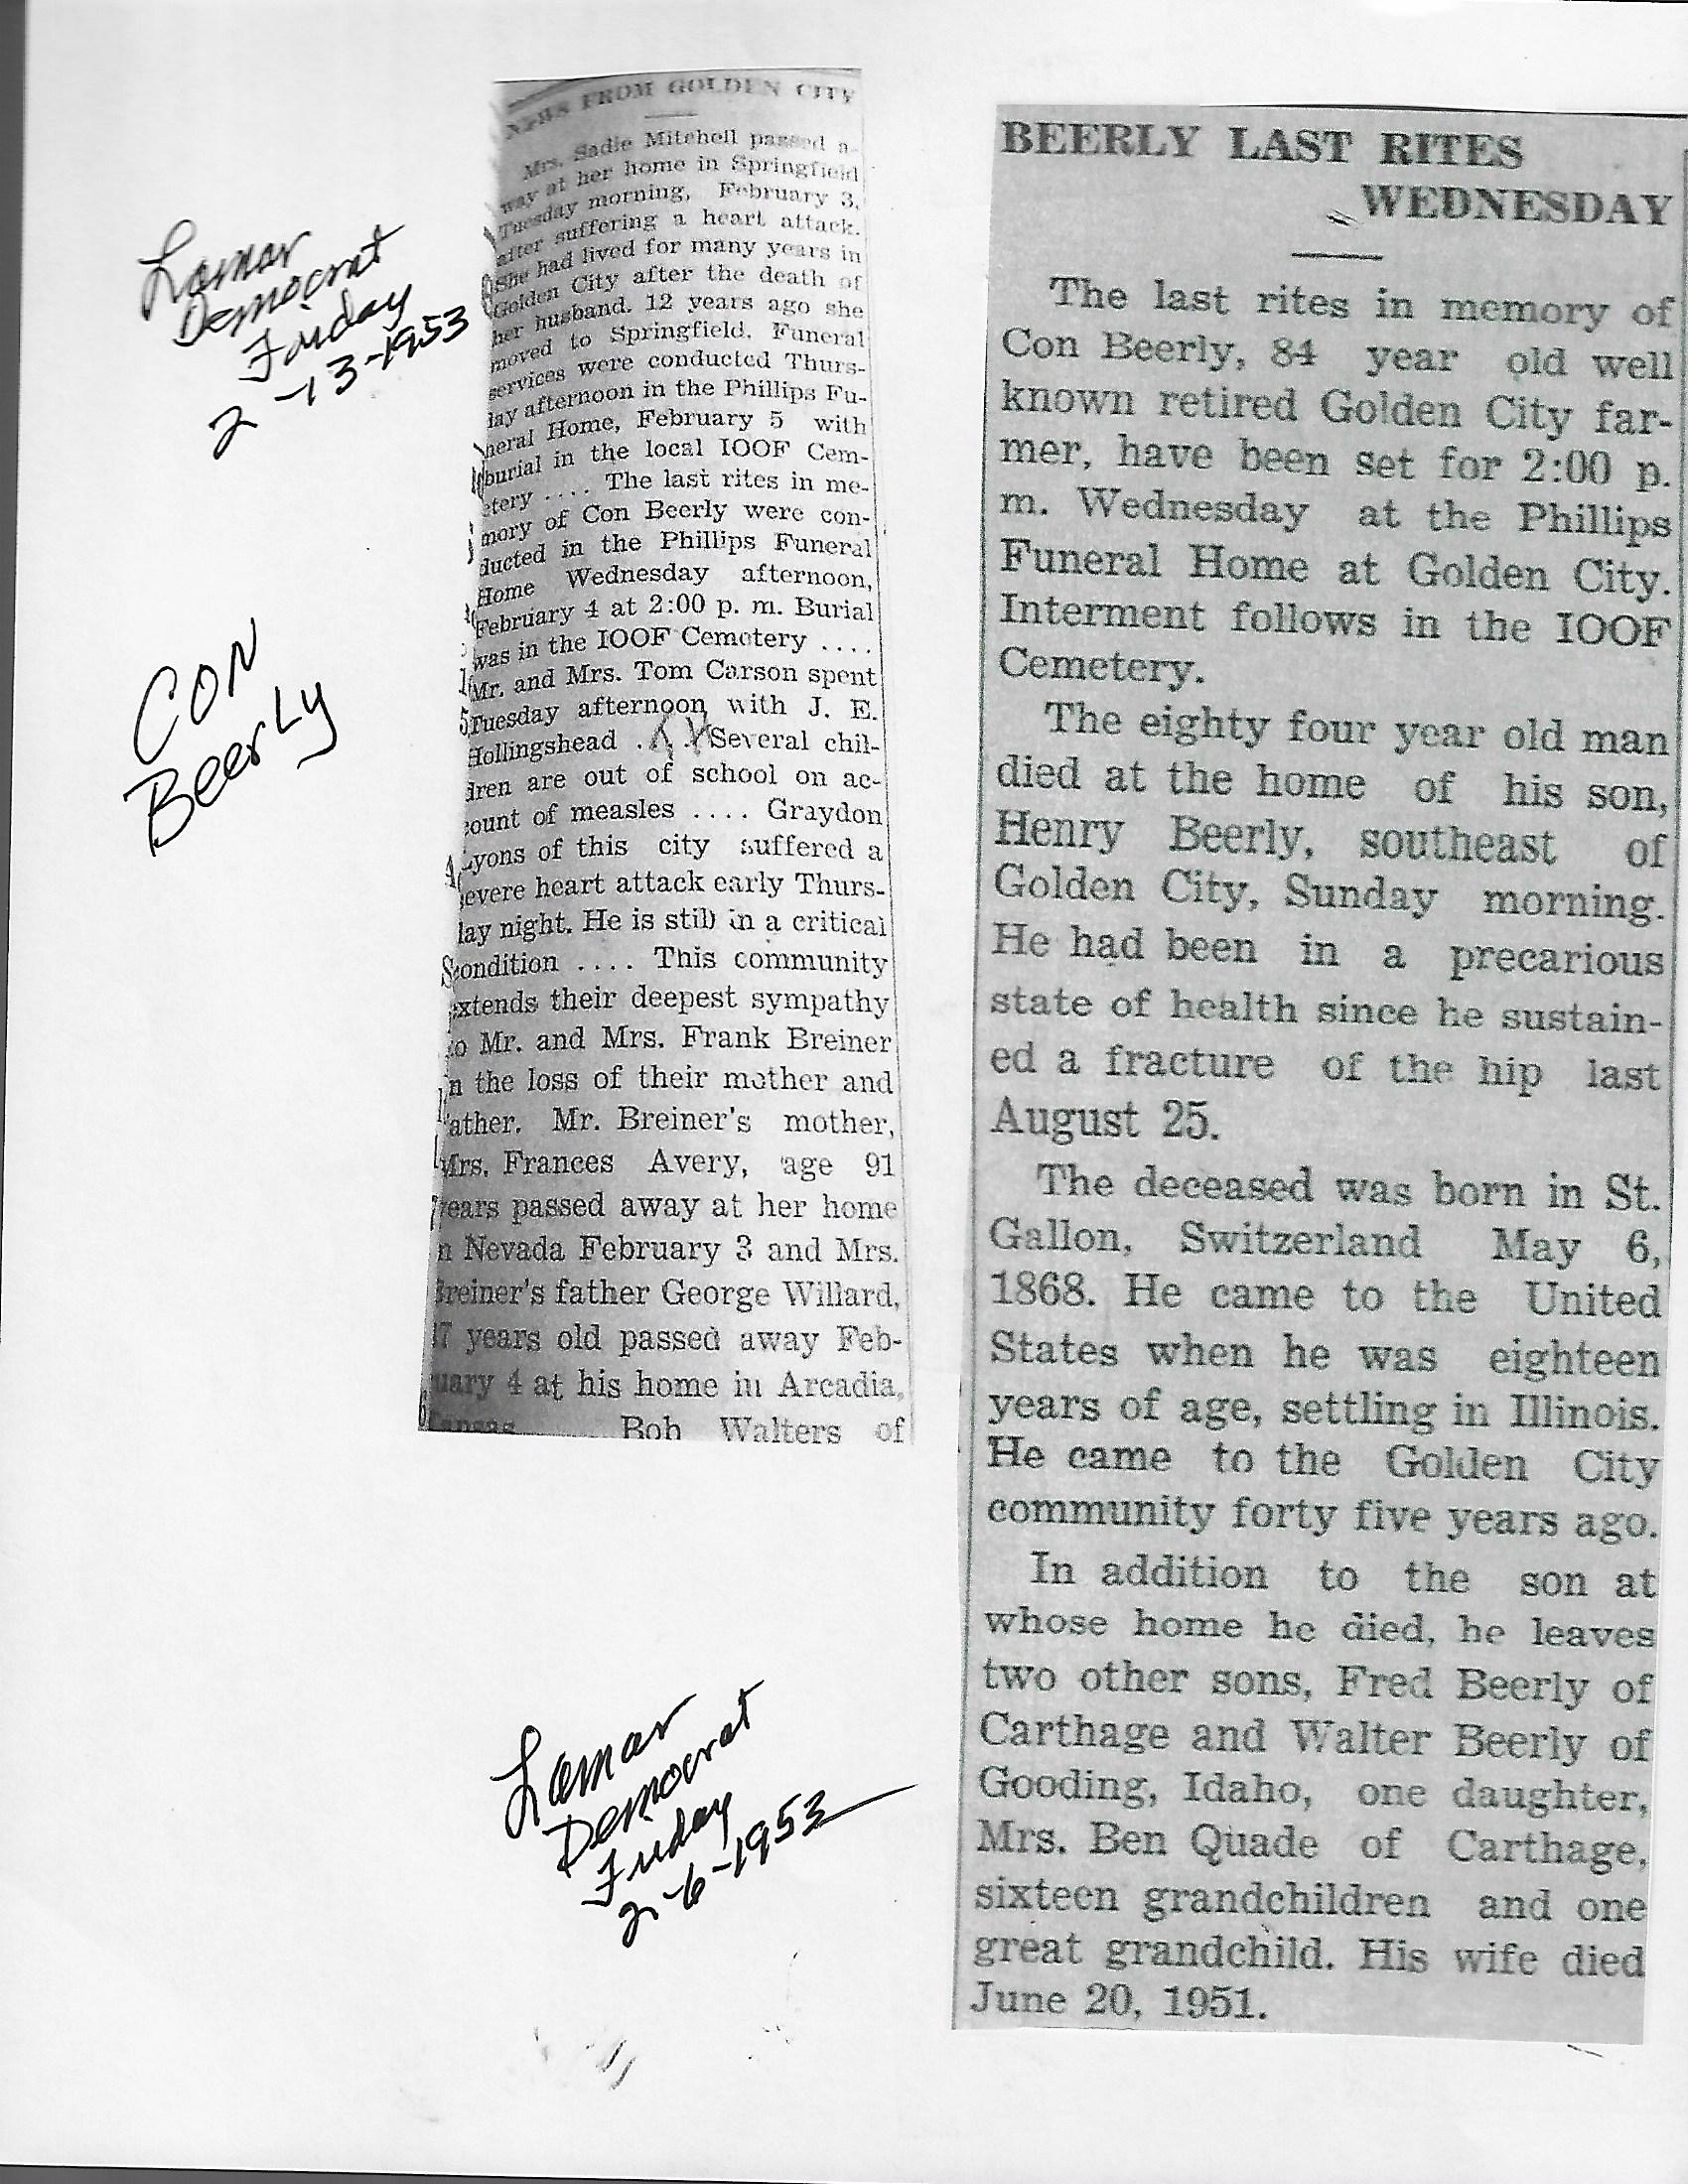 Lamar
Democrat
Friday
2-13-1953
CON
BeerLy
NEWS FROM GOLDEN CITY
Mrs. Sadie Mitchell passed a-
way at her home in Springfield
Tuesday morning, February 3,
after suffering a heart attack.
She had lived for many years in
Golden City after the death of
her husband. 12 years ago she
moved to Springfield. Funeral
services were conducted Thurs-
lay afternoon in the Phillips Fu-
neral Home, February 5 with
burial in the local IOOF Cem-
etery .... The last rites in me-
mory of Con Beerly were con-
ducted in the Phillips Funeral
Home Wednesday afternoon,
February 4 at 2:00 p. m. Burial
was in the IOOF Cemetery ....
Mr. and Mrs. Tom Carson spent
Tuesday afternoon with J. E.
Hollingshead .... Several chil-
dren are out of school on ac-
count of measles .... Graydon
Lyons of this city suffered a
evere heart attack early Thurs-
lay night. He is still in a critical
condition .... This community
extends their deepest sympathy
to Mr. and Mrs. Frank Breiner
n the loss of their mother and
father. Mr. Breiner's mother,
Mrs. Frances Avery, age 91
years passed away at her home
n Nevada February 3 and Mrs.
Breiner's father George Willard,
7 years old passed away Feb-
uary 4 at his home in Arcadia,
Kansas .... Bob Walters of
Lamar
Democrat
Friday
2-6-1953
BEERLY LAST RITES
WEDNESDAY
The last rites in memory of
Con Beerly, 84 year old well
known retired Golden City far-
mer, have been set for 2:00 p.
m. Wednesday at the Phillips
Funeral Home at Golden City.
Interment follows in the IOOF
Cemetery.
The eighty four year old man
died at the home of his son,
Henry Beerly, southeast of
Golden City, Sunday morning.
He had been in a precarious
state of health since he sustain-
ed a fracture of the hip last
August 25.
The deceased was born in St.
Gallon, Switzerland May 6,
1868. He came to the United
States when he was eighteen
years of age, settling in Illinois.
He came to the Golden City
community forty five years ago.
In addition to the son at
whose home he died, he leaves
two other sons, Fred Beerly of
Carthage and Walter Beerly of
Gooding, Idaho, one daughter,
Mrs. Ben Quade of Carthage,
sixteen grandchildren and one
great grandchild. His wife died
June 20, 1951.